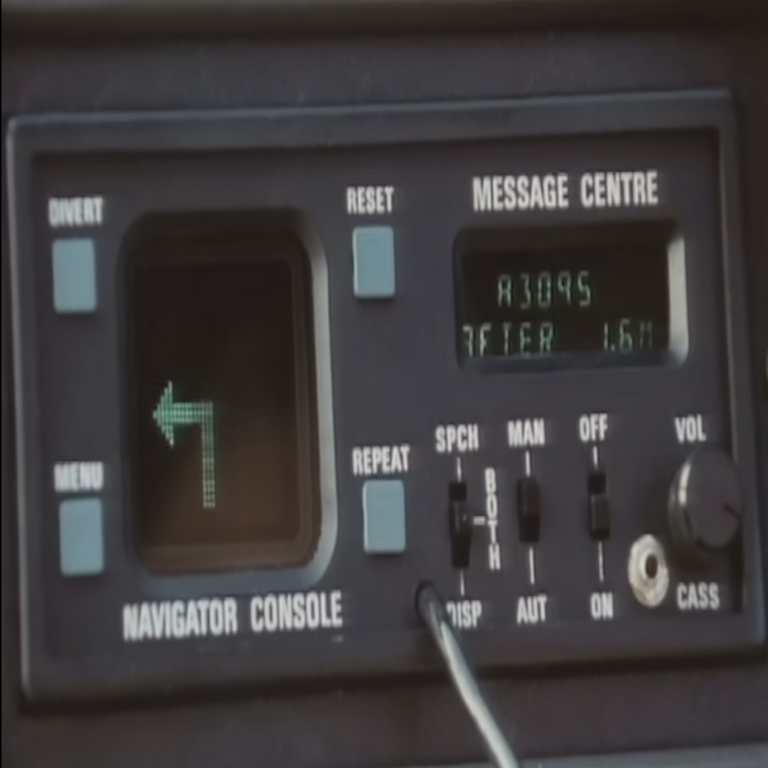 DIVERT
RESET
MESSAGE CENTRE
A3095
AFTER 1.6M
MENU
REPEAT
SPCH
MAN
OFF
VOL
BOTH
NAVIGATOR CONSOLE
DISP
AUT
ON
CASS